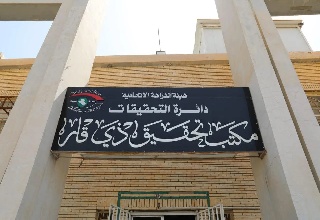 هيئة النزاهة الاتحادية
دائرة التحقيقات
مكتب تحقيق ذي قار